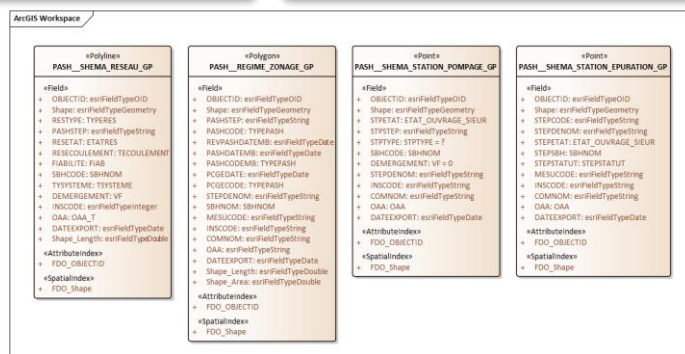 ArcGIS Workspace
«Polyline»
PASH__SHEMA_RESEAU_GP
«Field»
+ OBJECTID: esriFieldTypeOID
+ Shape: esriFieldTypeGeometry
+ RESTYPE: TYPERES
+ PASHSTEP: esriFieldTypeString
+ RESETAT: ETATRES
+ RESECOULEMENT: TECOULEMENT
+ FIABILITE: FIAB
+ SBHCODE: SBHNOM
+ TYSYSTEME: TSYSTEME
+ DEMERGEMENT: VF
+ INSCODE: esriFieldTypeInteger
+ OAA: OAA_T
+ DATEEXPORT: esriFieldTypeDate
+ Shape_Length: esriFieldTypeDouble
«AttributeIndex»
+ FDO_OBJECTID
«SpatialIndex»
+ FDO_Shape
«Polygon»
PASH__REGIME_ZONAGE_GP
«Field»
+ OBJECTID: esriFieldTypeOID
+ Shape: esriFieldTypeGeometry
+ PASHSTEP: esriFieldTypeString
+ PASHCODE: TYPEPASH
+ REVPASHDATEMB: esriFieldTypeDate
+ PASHDATEMB: esriFieldTypeDate
+ PASHCODEMB: TYPEPASH
+ PCGEDATE: esriFieldTypeDate
+ PCGECODE: TYPEPASH
+ STEPDENOM: esriFieldTypeString
+ SBHNOM: SBHNOM
+ MESUCODE: esriFieldTypeString
+ INSCODE: esriFieldTypeString
+ COMNOM: esriFieldTypeString
+ OAA: esriFieldTypeString
+ DATEEXPORT: esriFieldTypeDate
+ Shape_Length: esriFieldTypeDouble
+ Shape_Area: esriFieldTypeDouble
«AttributeIndex»
+ FDO_OBJECTID
«SpatialIndex»
+ FDO_Shape
«Point»
PASH__SHEMA_STATION_POMPAGE_GP
«Field»
+ OBJECTID: esriFieldTypeOID
+ Shape: esriFieldTypeGeometry
+ STPETAT: ETAT_OUVRAGE_SIEUR
+ STPSTEP: esriFieldTypeString
+ STPTYPE: STPTYPE = ?
+ SBHCODE: SBHNOM
+ DEMERGEMENT: VF = 0
+ STEPDENOM: esriFieldTypeString
+ INSCODE: esriFieldTypeString
+ COMNOM: esriFieldTypeString
+ OAA: OAA
+ DATEEXPORT: esriFieldTypeDate
«AttributeIndex»
+ FDO_OBJECTID
«SpatialIndex»
+ FDO_Shape
«Point»
PASH__SHEMA_STATION_EPURATION_GP
«Field»
+ OBJECTID: esriFieldTypeOID
+ Shape: esriFieldTypeGeometry
+ STEPCODE: esriFieldTypeString
+ STEPDENOM: esriFieldTypeString
+ STEPETAT: ETAT_OUVRAGE_SIEUR
+ STEPSBH: SBHNOM
+ STEPSTATUT: STEPSTATUT
+ MESUCODE: esriFieldTypeString
+ INSCODE: esriFieldTypeString
+ COMNOM: esriFieldTypeString
+ OAA: OAA
+ DATEEXPORT: esriFieldTypeDate
«AttributeIndex»
+ FDO_OBJECTID
«SpatialIndex»
+ FDO_Shape